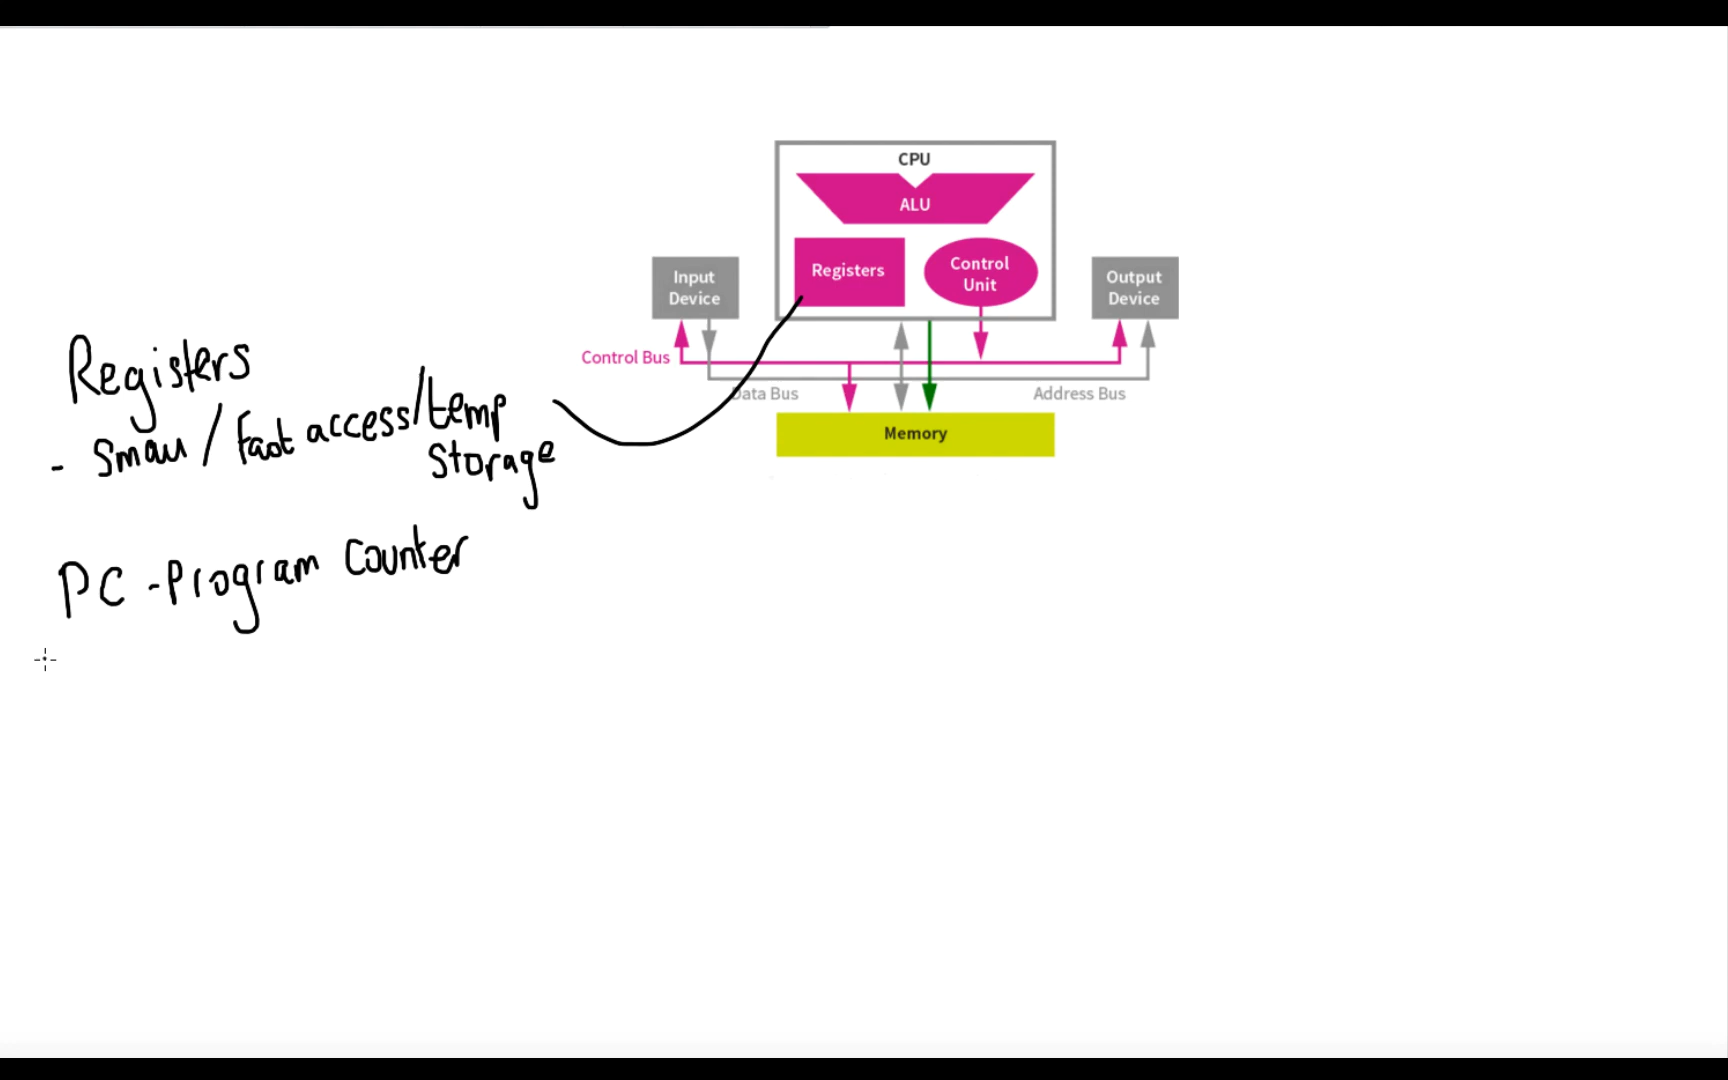 CPU
ALU
Registers
Control
Unit
Input
Device
Output
Device
Control Bus
Data Bus
Address Bus
Memory
Registers
- Small / Fast access/temp
storage
PC - Program Counter